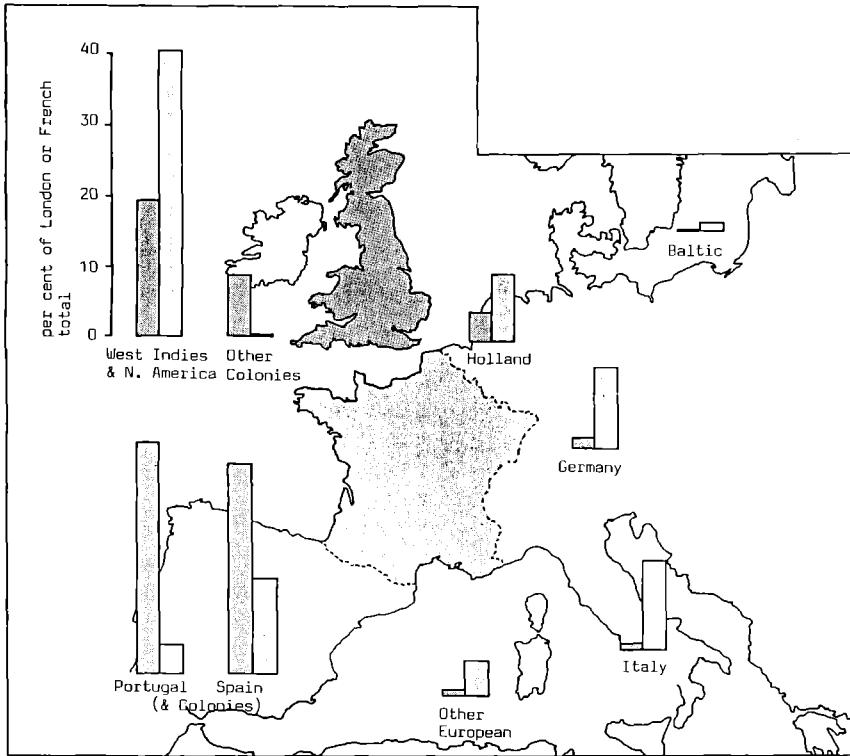 per cent of London or French
total
40
30
20
10
0
West Indies
& N. America
Other
Colonies
Holland
Baltic
Germany
Portugal
Spain
(& Colonies)
Other
European
Italy